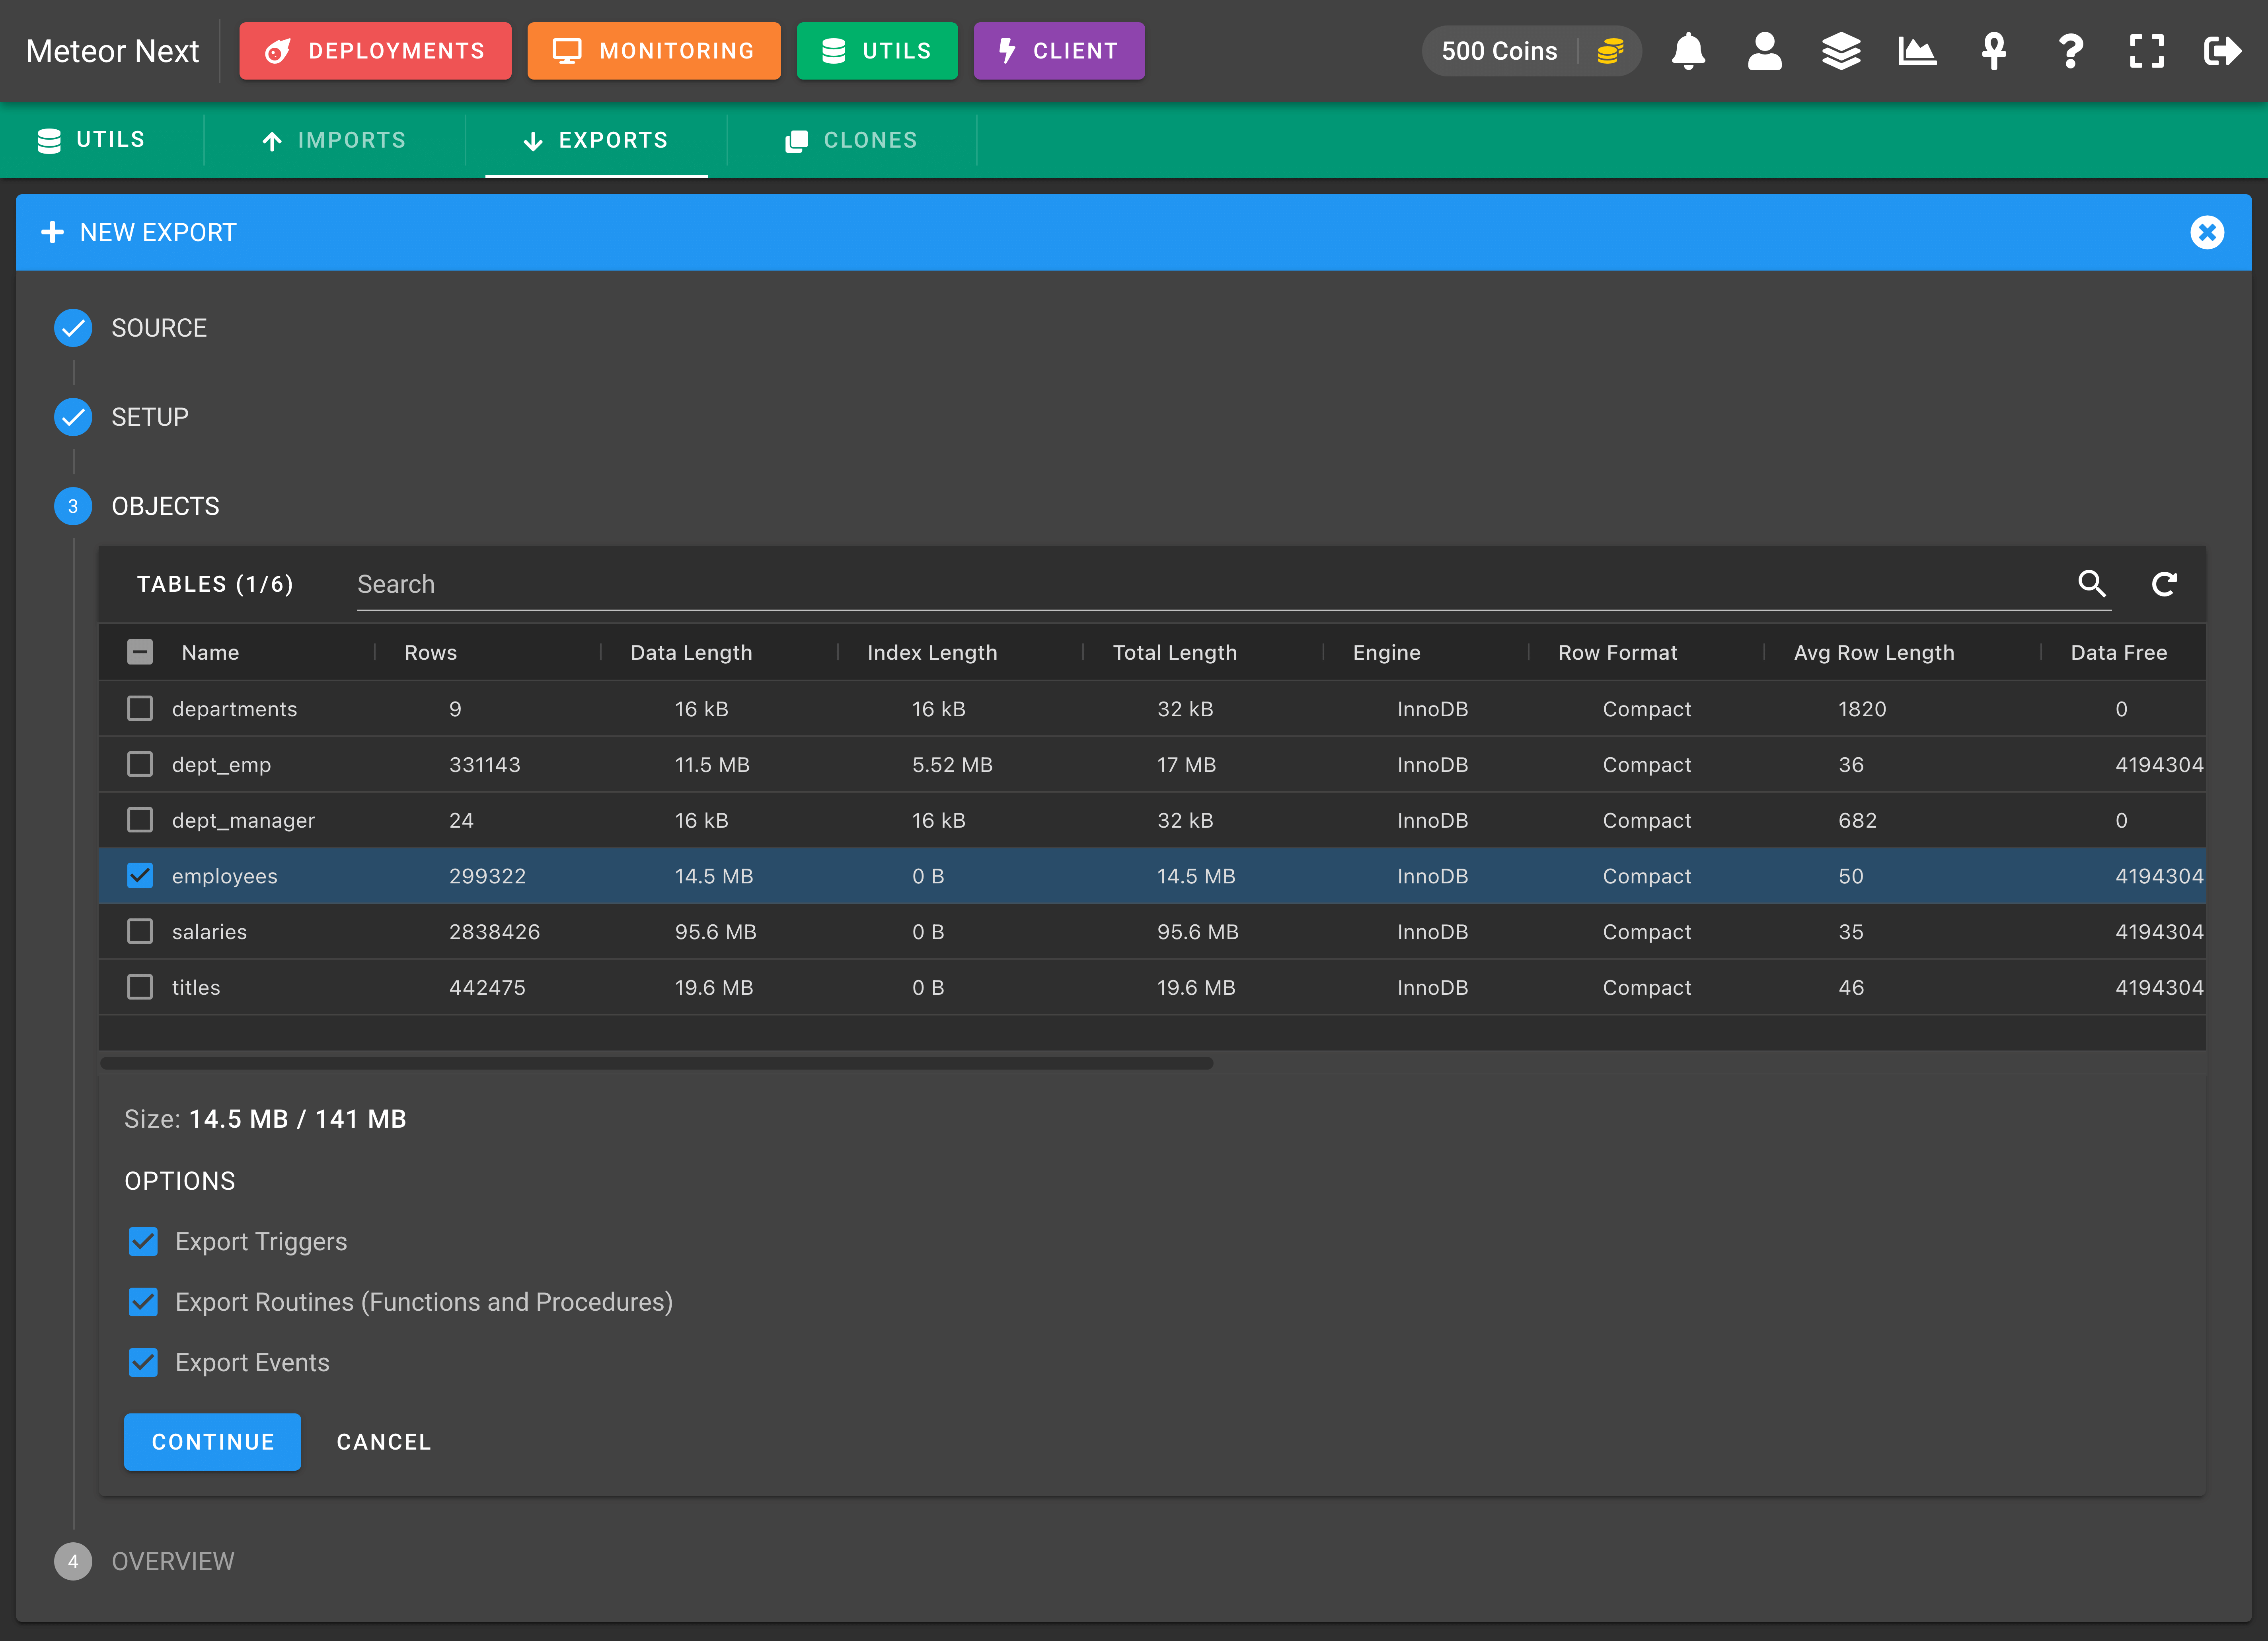 Meteor Next DEPLOYMENTS MONITORING UTILS CLIENT 500 Coins
UTILS IMPORTS EXPORTS CLONES
NEW EXPORT
SOURCE
SETUP
3 OBJECTS
TABLES (1/6) Search
Name Rows Data Length Index Length Total Length Engine Row Format Avg Row Length Data Free
departments 9 16 kB 16 kB 32 kB InnoDB Compact 1820 0
dept_emp 331143 11.5 MB 5.52 MB 17 MB InnoDB Compact 36 4194304
dept_manager 24 16 kB 16 kB 32 kB InnoDB Compact 682 0
employees 299322 14.5 MB 0 B 14.5 MB InnoDB Compact 50 4194304
salaries 2838426 95.6 MB 0 B 95.6 MB InnoDB Compact 35 4194304
titles 442475 19.6 MB 0 B 19.6 MB InnoDB Compact 46 4194304
Size: 14.5 MB / 141 MB
OPTIONS
Export Triggers
Export Routines (Functions and Procedures)
Export Events
CONTINUE CANCEL
4 OVERVIEW